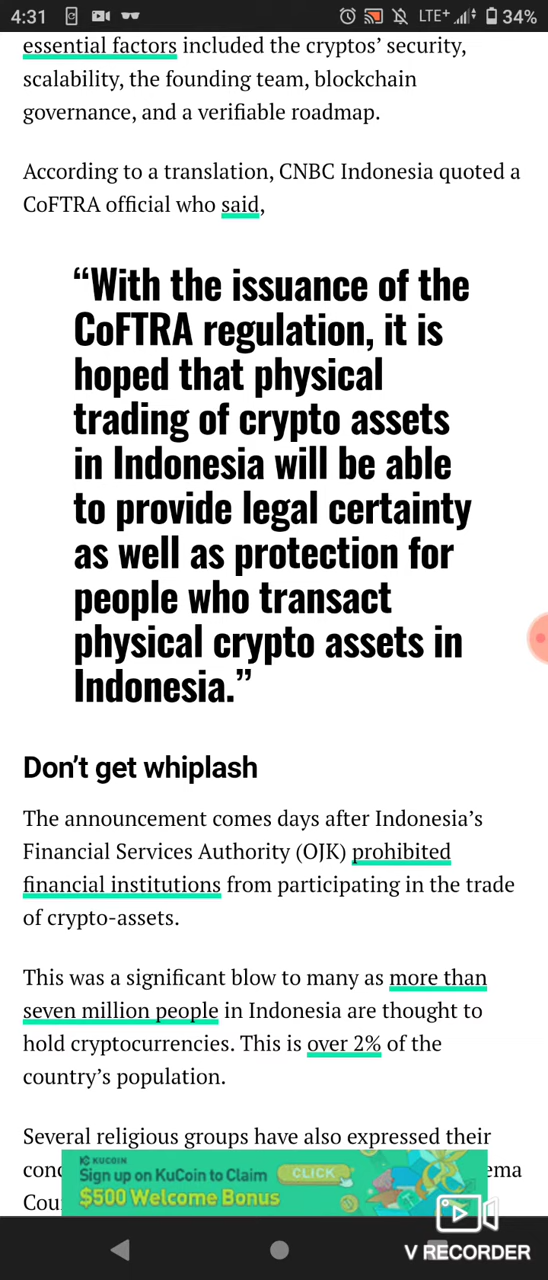 4:31 LTE+ 34%
essential factors included the cryptos’ security,
scalability, the founding team, blockchain
governance, and a verifiable roadmap.
According to a translation, CNBC Indonesia quoted a
CoFTRA official who said,
“With the issuance of the
CoFTRA regulation, it is
hoped that physical
trading of crypto assets
in Indonesia will be able
to provide legal certainty
as well as protection for
people who transact
physical crypto assets in
Indonesia.”
Don’t get whiplash
The announcement comes days after Indonesia’s
Financial Services Authority (OJK) prohibited
financial institutions from participating in the trade
of crypto-assets.
This was a significant blow to many as more than
seven million people in Indonesia are thought to
hold cryptocurrencies. This is over 2% of the
country’s population.
Several religious groups have also expressed their
KUCOIN
Sign up on KuCoin to Claim
$500 Welcome Bonus
CLICK
V RECORDER